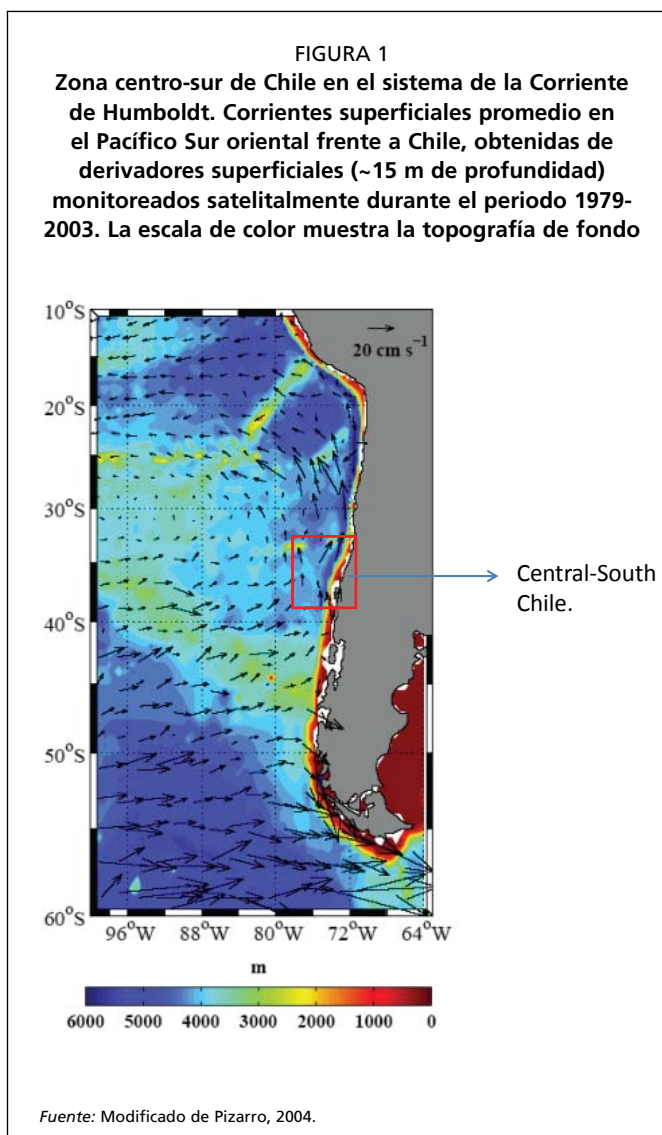 FIGURA 1
Zona centro-sur de Chile en el sistema de la Corriente
de Humboldt. Corrientes superficiales promedio en
el Pacífico Sur oriental frente a Chile, obtenidas de
derivadores superficiales (~15 m de profundidad)
monitoreados satelitalmente durante el periodo 1979-
2003. La escala de color muestra la topografía de fondo
10°S
20 cm s⁻¹
20°S
30°S
Central-South
Chile.
40°S
50°S
60°S
96°W 88°W 80°W 72°W 64°W
m
6000 5000 4000 3000 2000 1000 0
Fuente: Modificado de Pizarro, 2004.